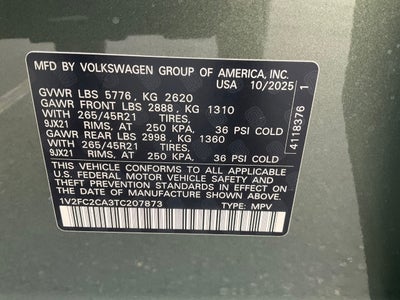 MFD BY VOLKSWAGEN GROUP OF AMERICA, INC.
USA 10/2025
GVWR LBS 5776, KG 2620
GAWR FRONT LBS 2888, KG 1310
WITH 265/45R21 TIRES,
9JX21 RIMS, AT 250 KPA, 36 PSI COLD
GAWR REAR LBS 2998, KG 1360
WITH 265/45R21 TIRES,
9JX21 RIMS, AT 250 KPA, 36 PSI COLD
THIS VEHICLE CONFORMS TO ALL APPLICABLE
U.S. FEDERAL MOTOR VEHICLE SAFETY AND
THEFT PREVENTION STANDARDS IN EFFECT ON
THE DATE OF MANUFACTURE SHOWN ABOVE.
1V2FC2CA3TC207873 TYPE: MPV
4118376 1